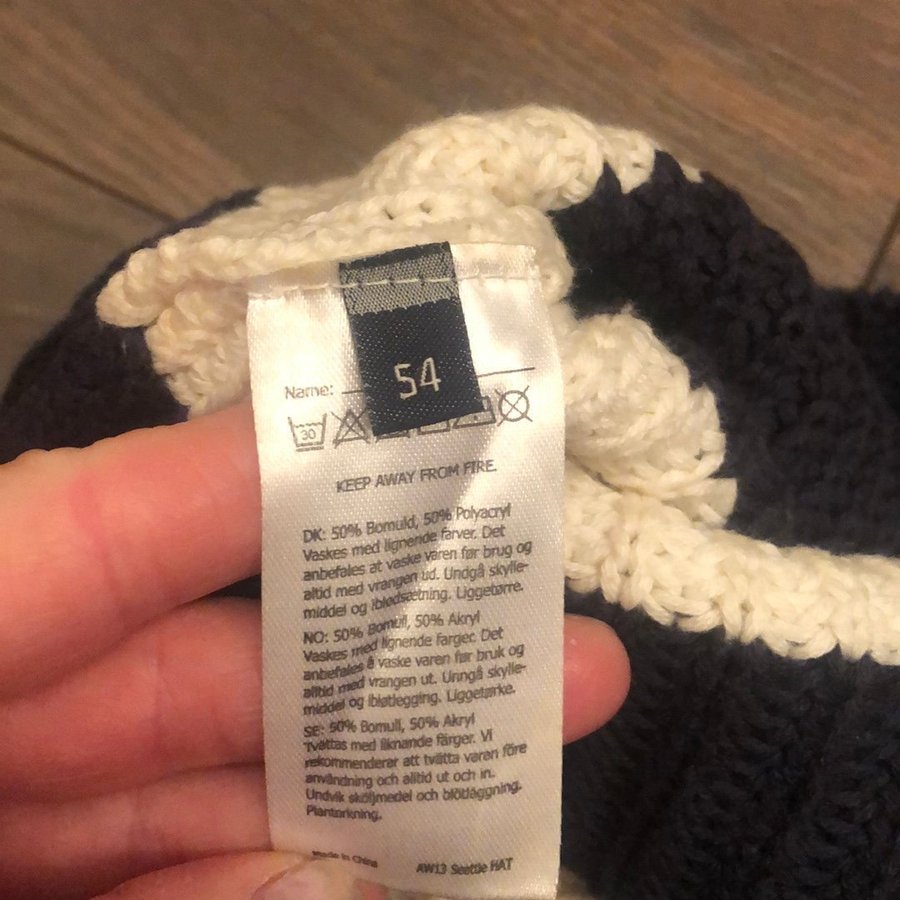 54
Name:
30
KEEP AWAY FROM FIRE.
DK: 50% Bomuld, 50% Polyacryl
Vaskes med lignende farver. Det
anbefales at vaske varen før brug og
altid med vrangen ud. Undgå skylle-
middel og iblødsætning. Liggetørre.
NO: 50% Bomull, 50% Akryl
Vaskes med lignende farger. Det
anbefales å vaske varen før bruk og
alltid med vrangen ut. Unngå skylle-
middel og ibløtlegging. Liggetørke.
SE: 50% Bomull, 50% Akryl
Tvättas med liknande färger. Vi
rekommenderar att tvätta varan före
användning och alltid ut och in.
Undvik sköljmedel och blötläggning.
Plantorkning.
Made in China
AW13 Seattle HAT